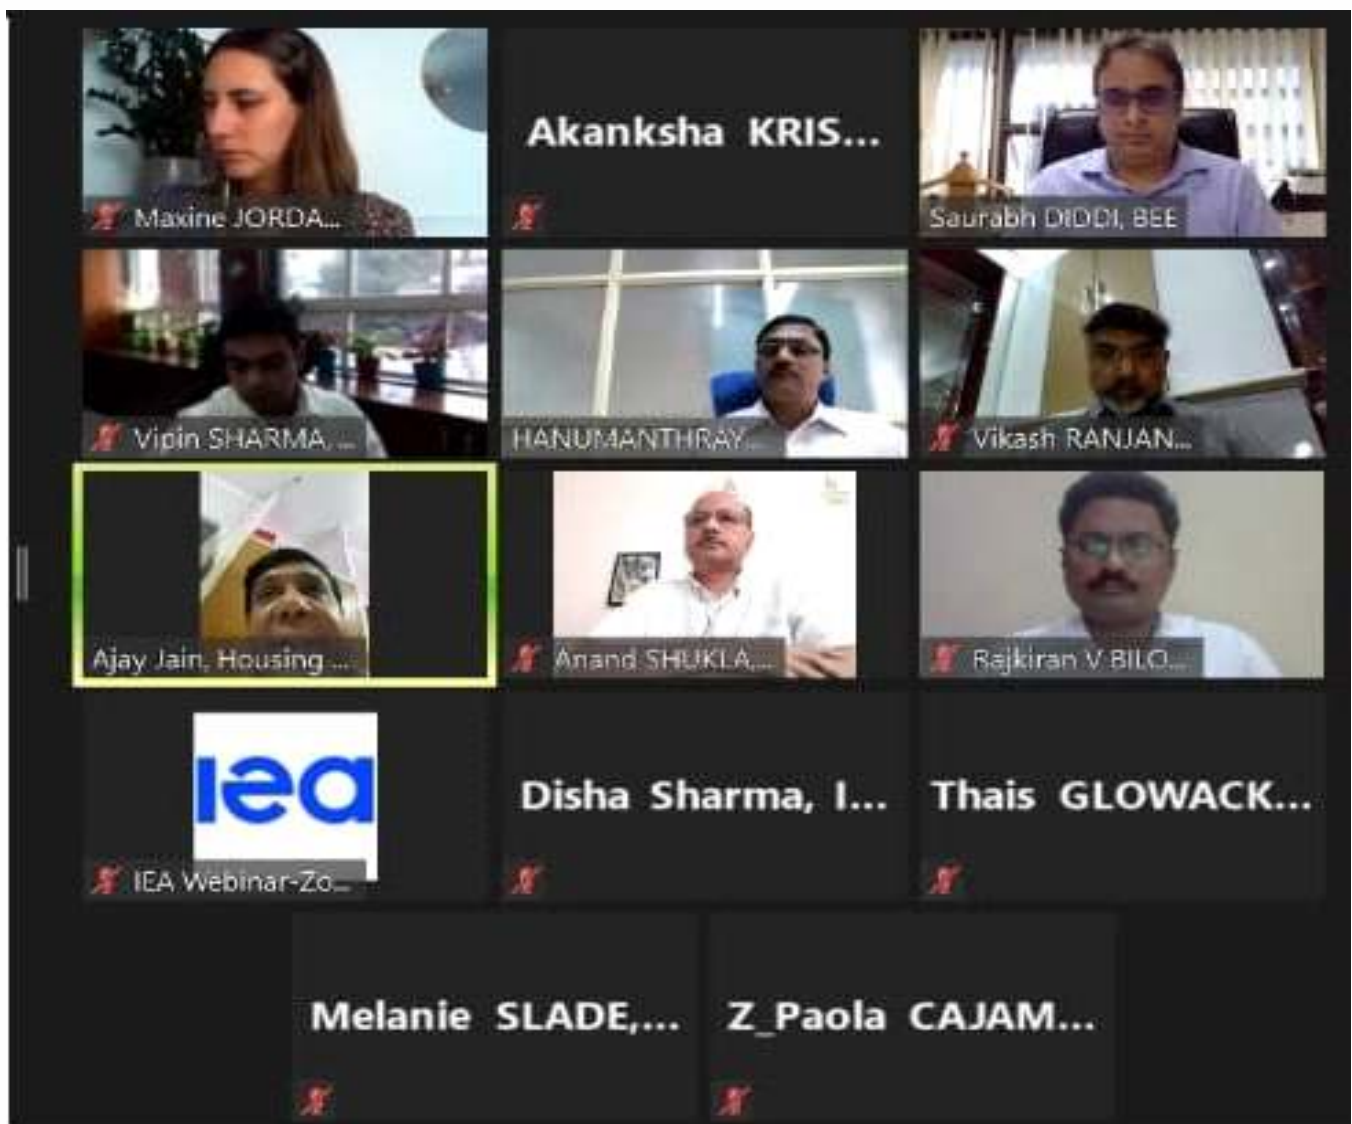 Maxine JORDA...
Akanksha KRIS...
Saurabh DIDDI, BEE
Vipin SHARMA, ...
HANUMANTHRAY...
Vikash RANJAN...
Ajay Jain, Housing ...
Anand SHUKLA,...
Rajkiran V BILO...
iea
IEA Webinar-Zo...
Disha Sharma, I...
Thais GLOWACK...
Melanie SLADE,...
Z_Paola CAJAM...